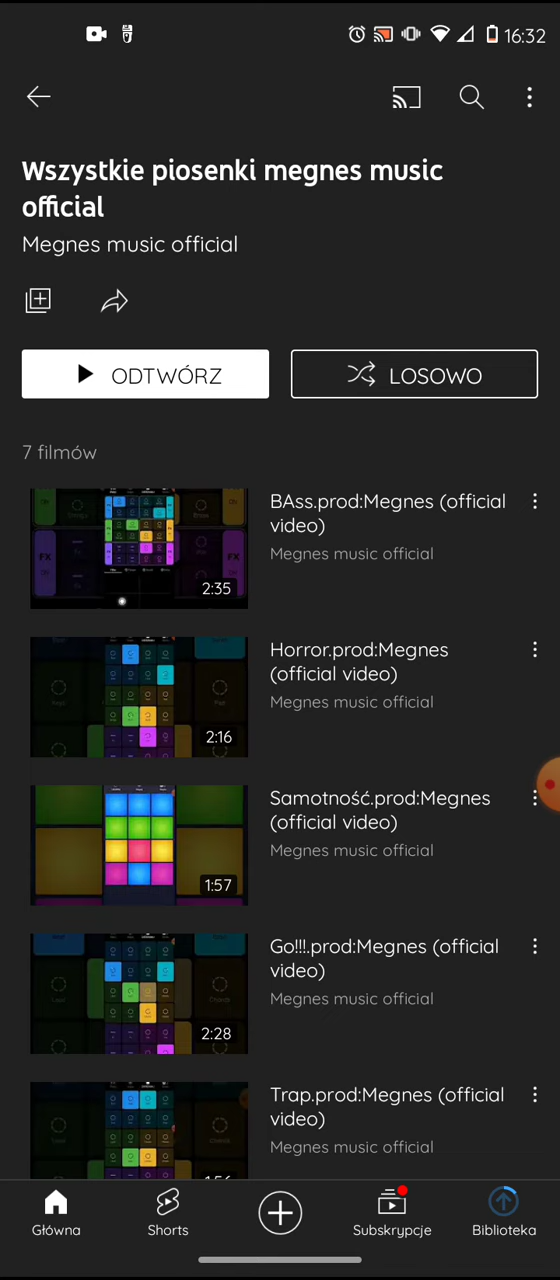 16:32
Wszystkie piosenki megnes music
official
Megnes music official
ODTWÓRZ
LOSOWO
7 filmów
BAss.prod:Megnes (official
video)
Megnes music official
2:35
Horror.prod:Megnes
(official video)
Megnes music official
2:16
Samotność.prod:Megnes
(official video)
Megnes music official
1:57
Go!!!.prod:Megnes (official
video)
Megnes music official
2:28
Trap.prod:Megnes (official
video)
Megnes music official
Główna
Shorts
Subskrypcje
Biblioteka